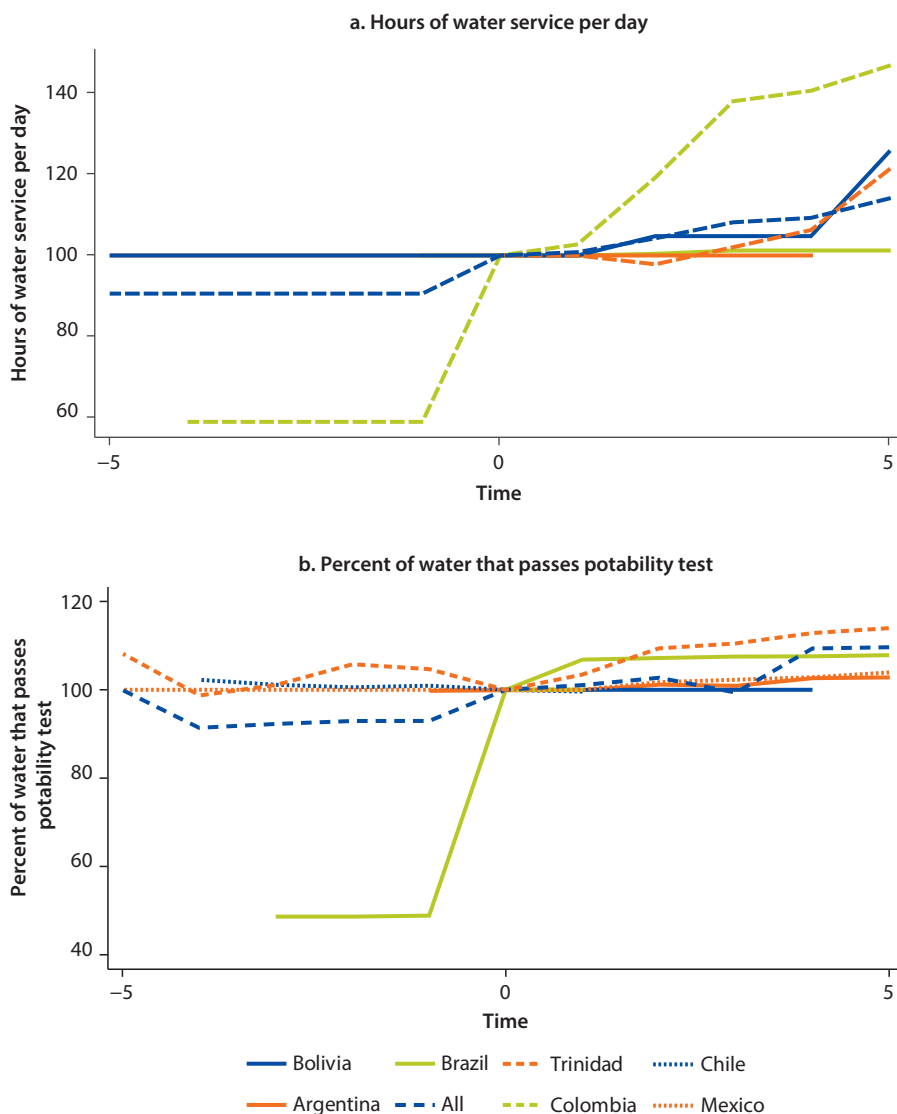 a. Hours of water service per day
Hours of water service per day
140
120
100
80
60
−5
0
5
Time
b. Percent of water that passes potability test
Percent of water that passes
potability test
120
100
80
60
40
−5
0
5
Time
Bolivia
Brazil
Trinidad
Chile
Argentina
All
Colombia
Mexico